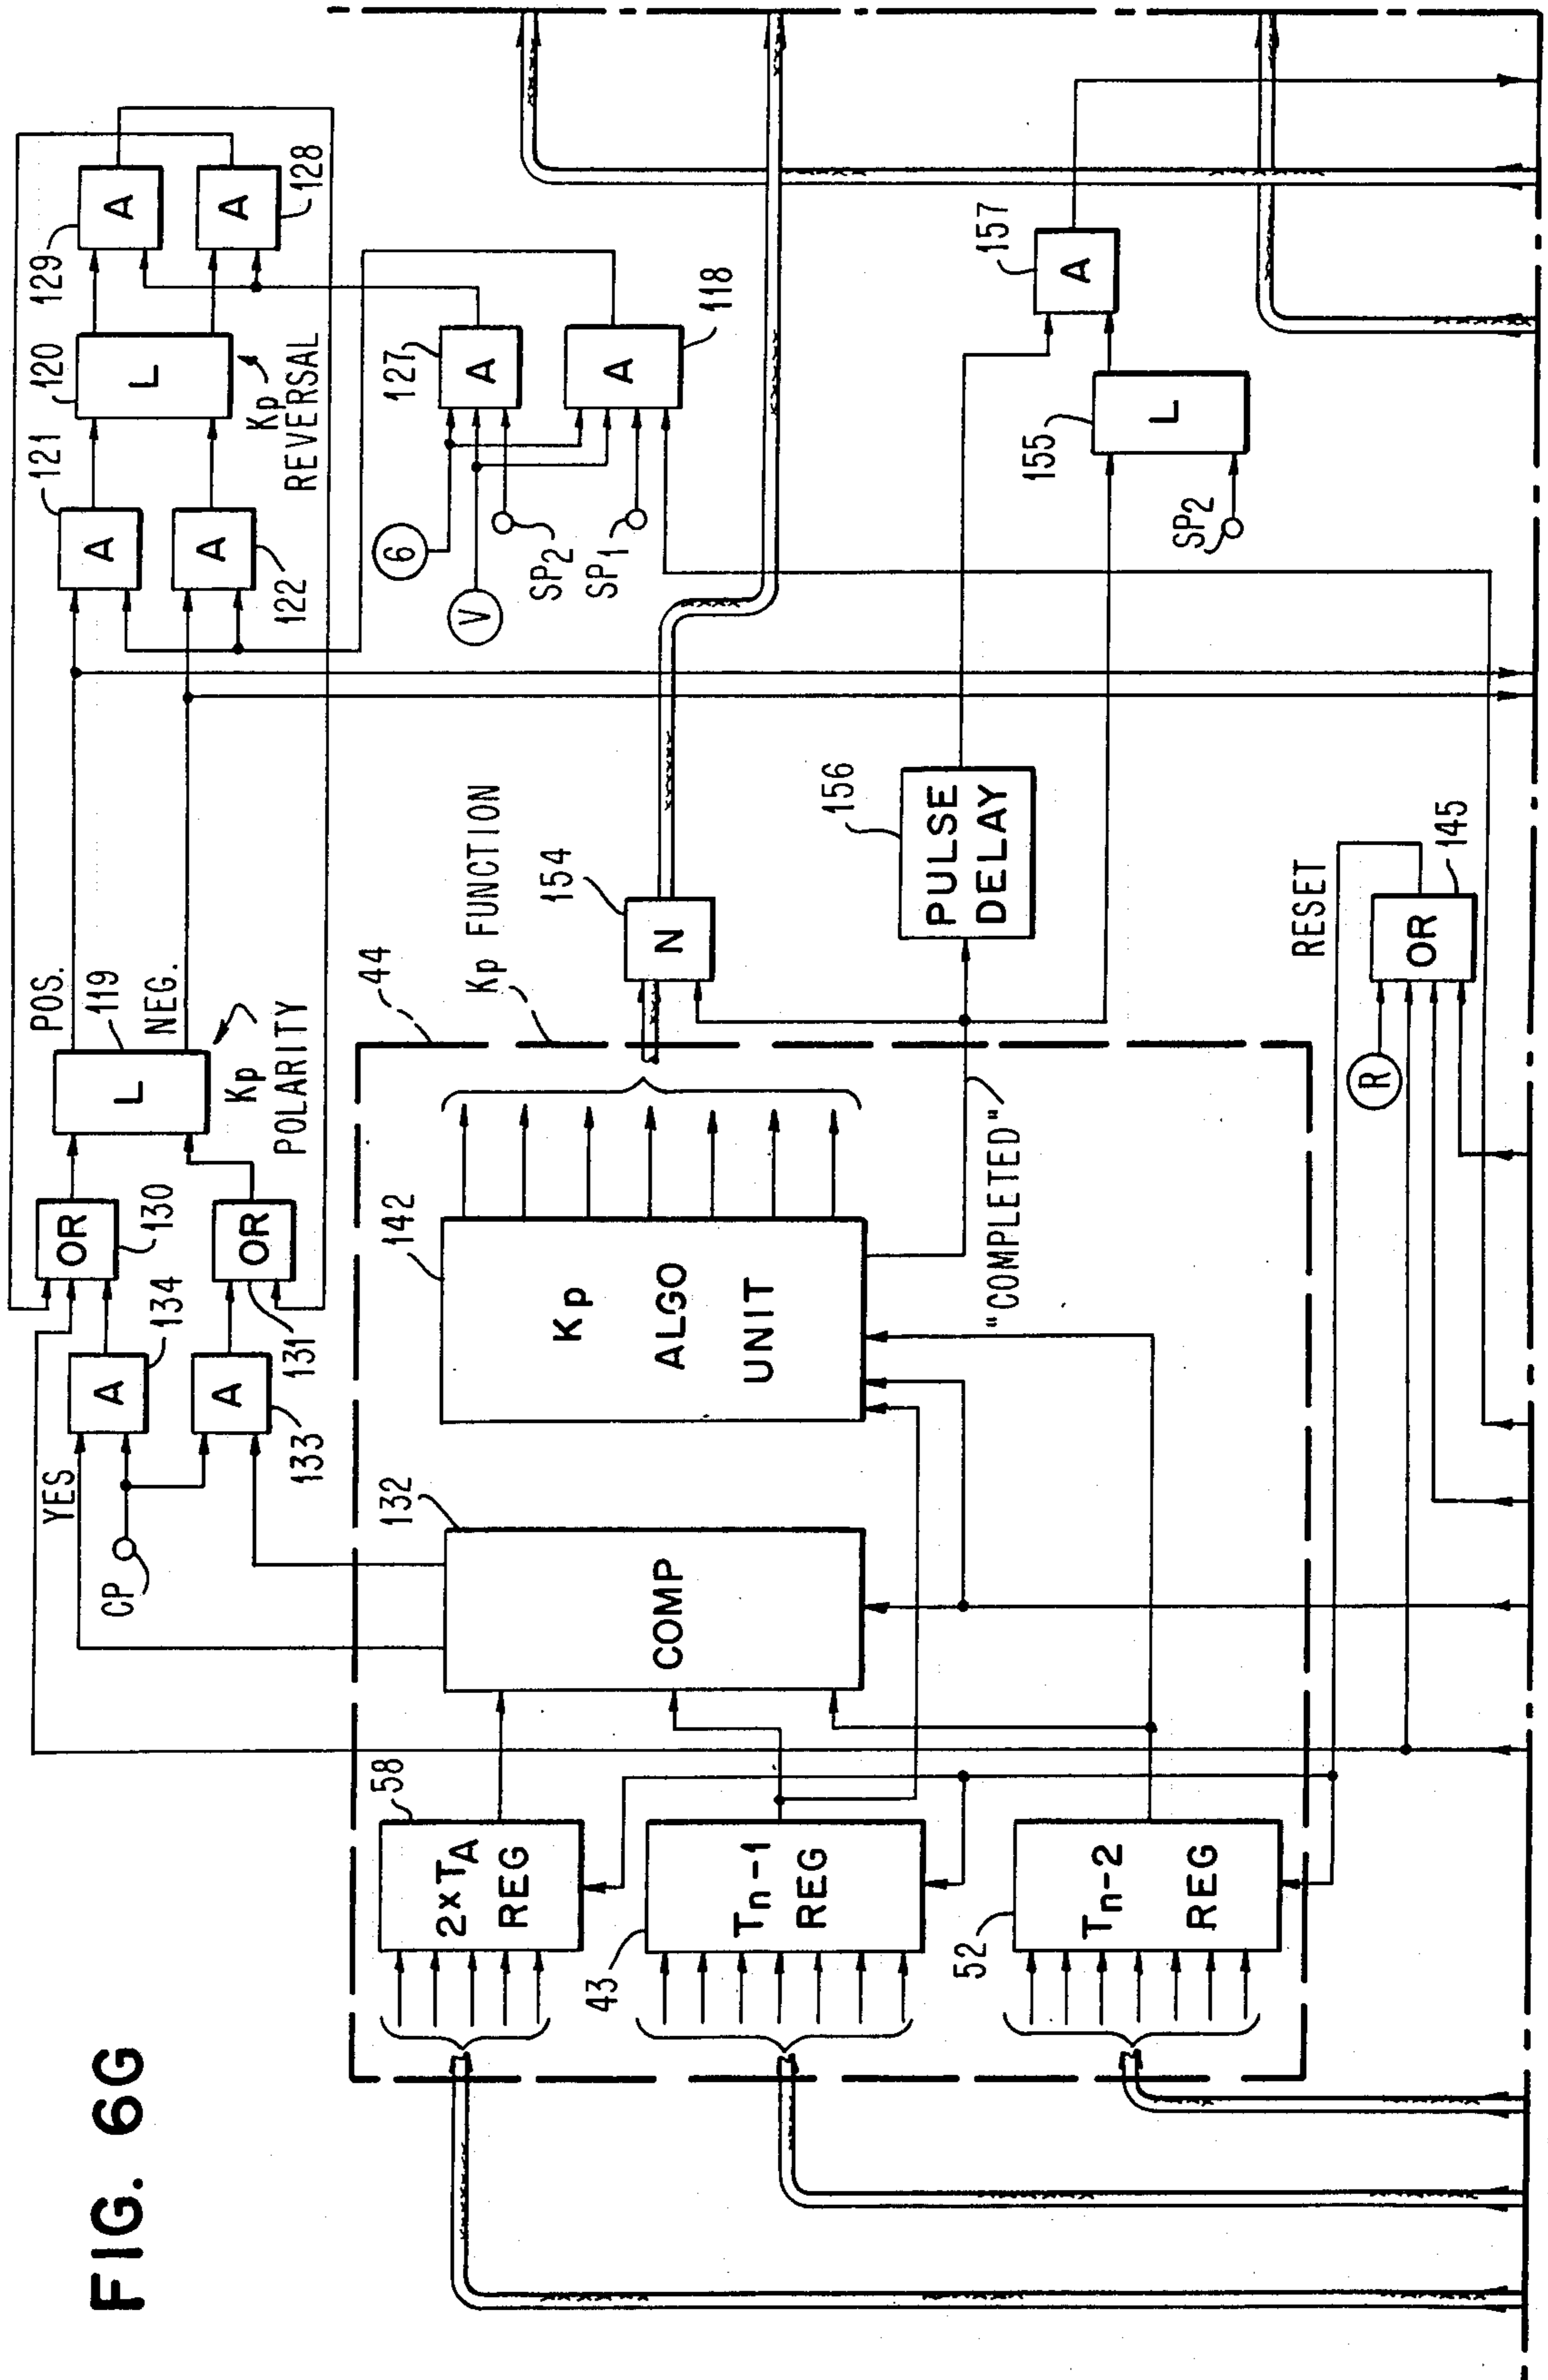 FIG. 6G
POS.
119
L
NEG.
Kp
POLARITY
OR
130
OR
131
134
A
A
133
YES
CP
121
A
A
122
120
L
Kp
REVERSAL
129
A
A
128
127
A
A
118
6
V
SP2
SP1
44
Kp FUNCTION
154
N
142
Kp
ALGO
UNIT
"COMPLETED"
132
COMP
58
2×TA
REG
43
Tn-1
REG
52
Tn-2
REG
156
PULSE
DELAY
157
A
155
L
SP2
RESET
R
OR
145